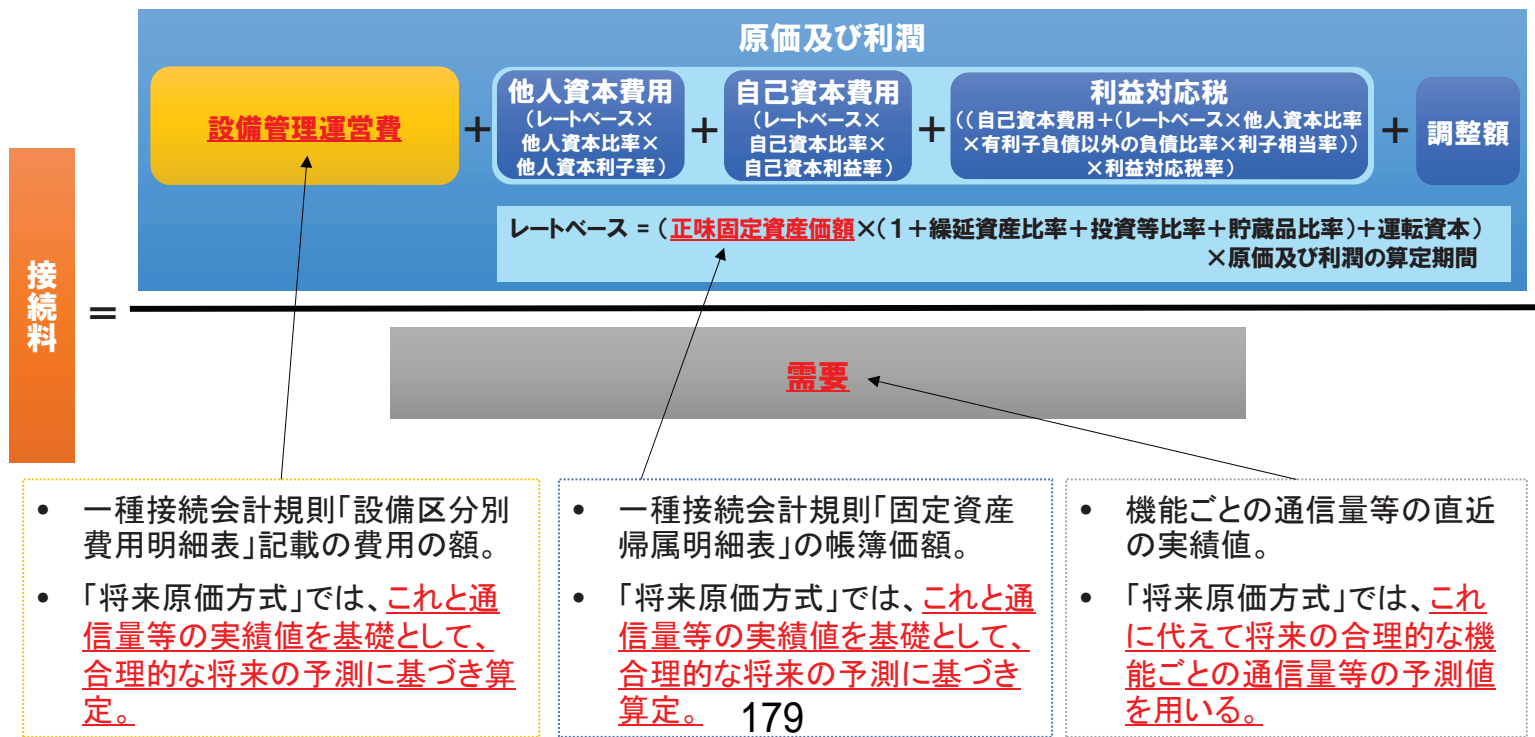 原価及び利潤
設備管理運営費
+
他人資本費用
(レートベース×
他人資本比率×
他人資本利子率)
+
自己資本費用
(レートベース×
自己資本比率×
自己資本利益率)
+
利益対応税
((自己資本費用+(レートベース×他人資本比率
×有利子負債以外の負債比率×利子相当率))
×利益対応税率)
+
調整額
レートベース = (正味固定資産価額×(1+繰延資産比率+投資等比率+貯蔵品比率)+運転資本)
×原価及び利潤の算定期間
接続料
=
需要
• 一種接続会計規則「設備区分別
費用明細表」記載の費用の額。
• 「将来原価方式」では、これと通
信量等の実績値を基礎として、
合理的な将来の予測に基づき算
定。
• 一種接続会計規則「固定資産
帰属明細表」の帳簿価額。
• 「将来原価方式」では、これと通
信量等の実績値を基礎として、
合理的な将来の予測に基づき
算定。
• 機能ごとの通信量等の直近
の実績値。
• 「将来原価方式」では、これ
に代えて将来の合理的な機
能ごとの通信量等の予測値
を用いる。
179